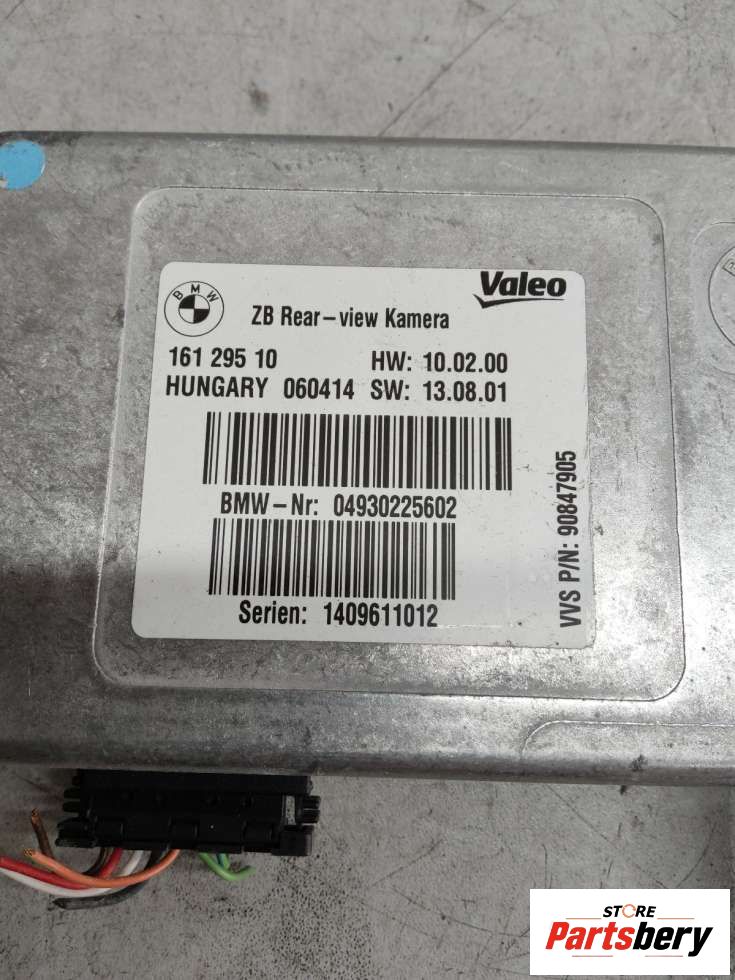 BMW
Valeo
ZB Rear-view Kamera
161 295 10 HW: 10.02.00
HUNGARY 060414 SW: 13.08.01
BMW-Nr: 04930225602
Serien: 1409611012
VVS P/N: 90847905
STORE
Partsbery